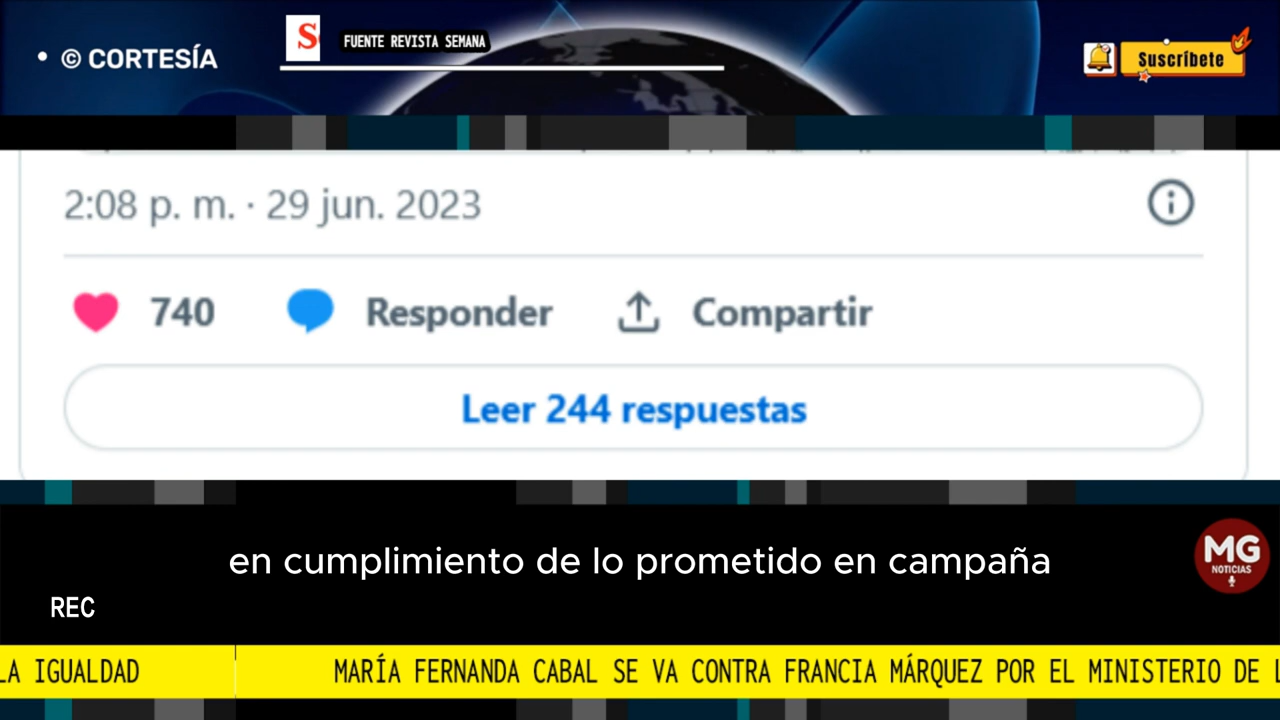 • © CORTESÍA
S
FUENTE REVISTA SEMANA
Suscríbete
2:08 p. m. · 29 jun. 2023
740 Responder Compartir
Leer 244 respuestas
en cumplimiento de lo prometido en campaña
MG
NOTICIAS
REC
LA IGUALDAD MARÍA FERNANDA CABAL SE VA CONTRA FRANCIA MÁRQUEZ POR EL MINISTERIO DE L